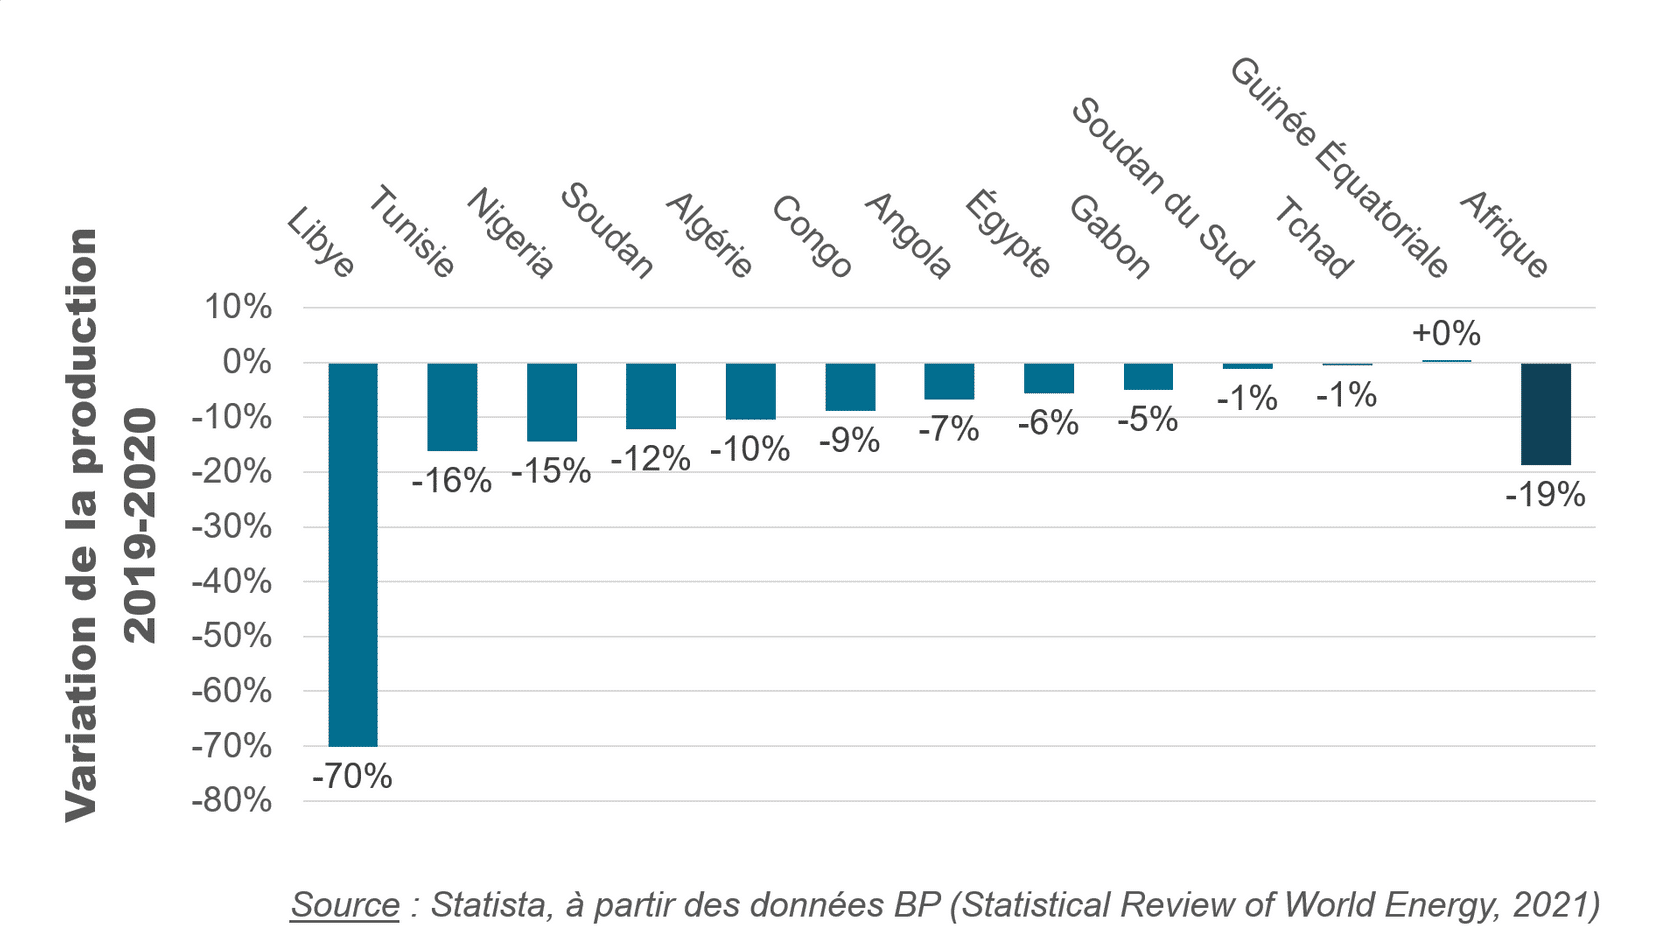 Libye
Tunisie
Nigeria
Soudan
Algérie
Congo
Angola
Égypte
Gabon
Soudan du Sud
Tchad
Guinée Équatoriale
Afrique
Variation de la production
2019-2020
10%
0%
-10%
-20%
-30%
-40%
-50%
-60%
-70%
-80%
-70%
-16%
-15%
-12%
-10%
-9%
-7%
-6%
-5%
-1%
-1%
+0%
-19%
Source : Statista, à partir des données BP (Statistical Review of World Energy, 2021)